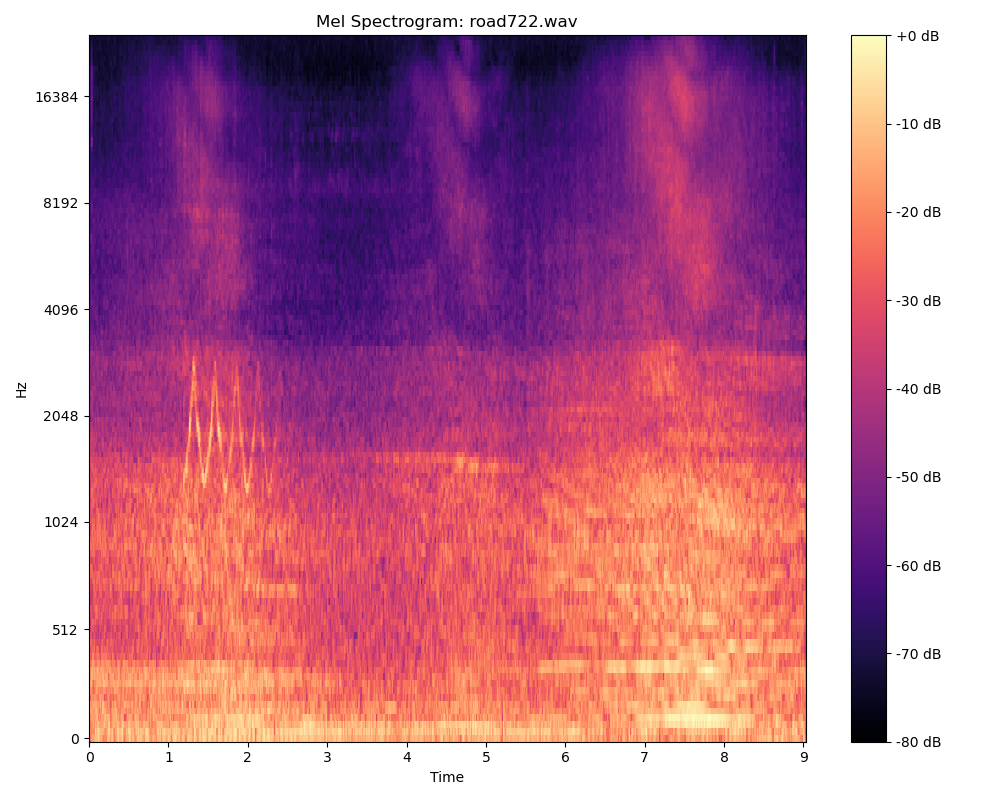 Mel Spectrogram: road722.wav
+0 dB
16384
-10 dB
8192
-20 dB
4096
-30 dB
Hz
-40 dB
2048
-50 dB
1024
-60 dB
512
-70 dB
0
-80 dB
0 1 2 3 4 5 6 7 8 9
Time